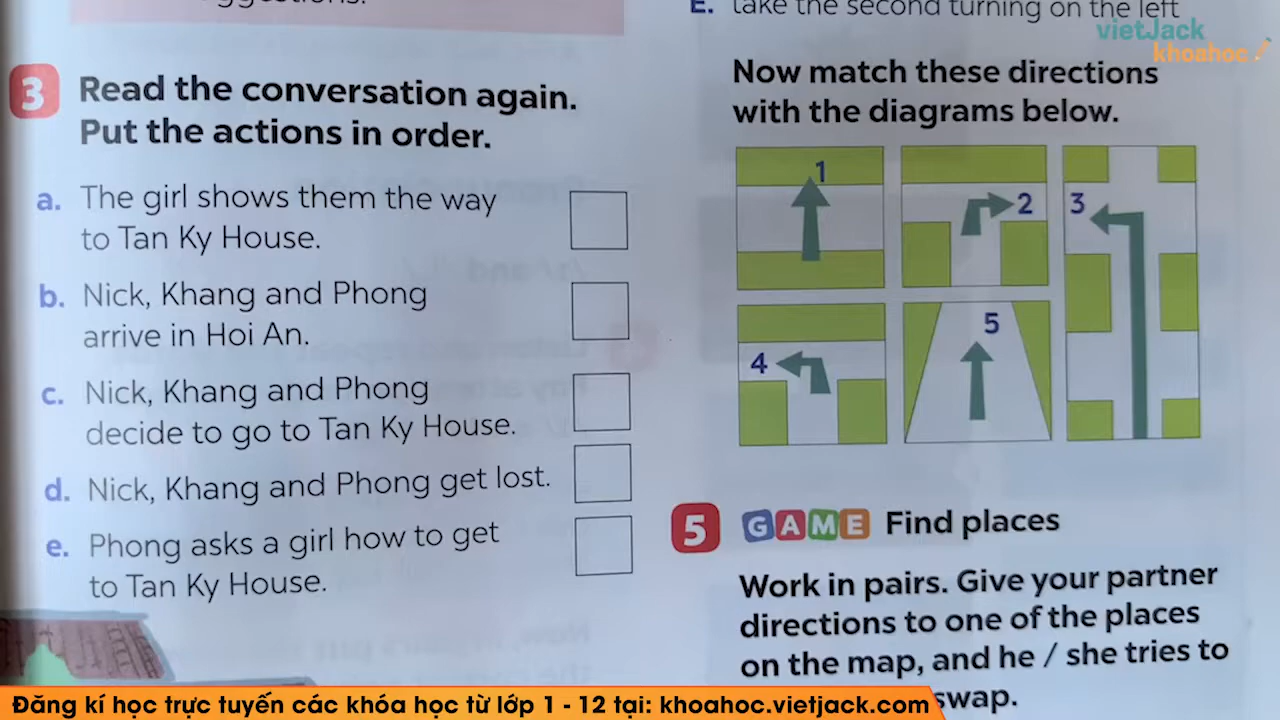 3 Read the conversation again.
Put the actions in order.
a. The girl shows them the way
to Tan Ky House.
b. Nick, Khang and Phong
arrive in Hoi An.
c. Nick, Khang and Phong
decide to go to Tan Ky House.
d. Nick, Khang and Phong get lost.
e. Phong asks a girl how to get
to Tan Ky House.
E. take the second turning on the left
vietJack
khoahoc
Now match these directions
with the diagrams below.
1
2
3
4
5
5 GAME Find places
Work in pairs. Give your partner
directions to one of the places
on the map, and he / she tries to
swap.
Đăng kí học trực tuyến các khóa học từ lớp 1 - 12 tại: khoahoc.vietjack.com